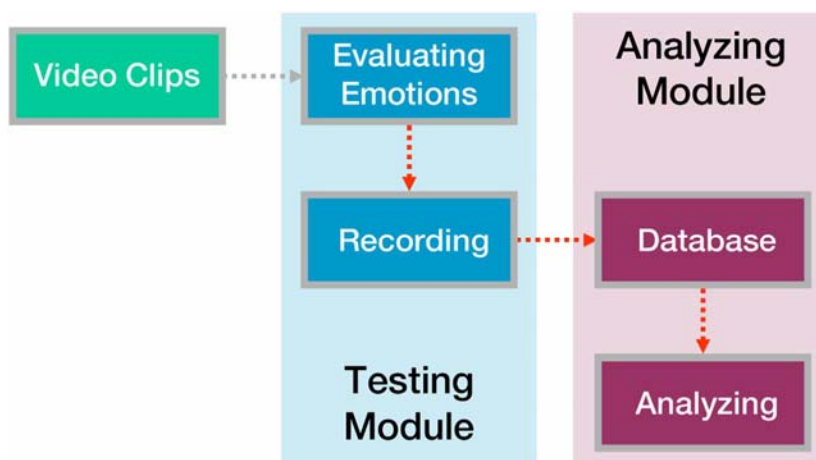 Video Clips
Evaluating
Emotions
Analyzing
Module
Recording
Database
Testing
Module
Analyzing